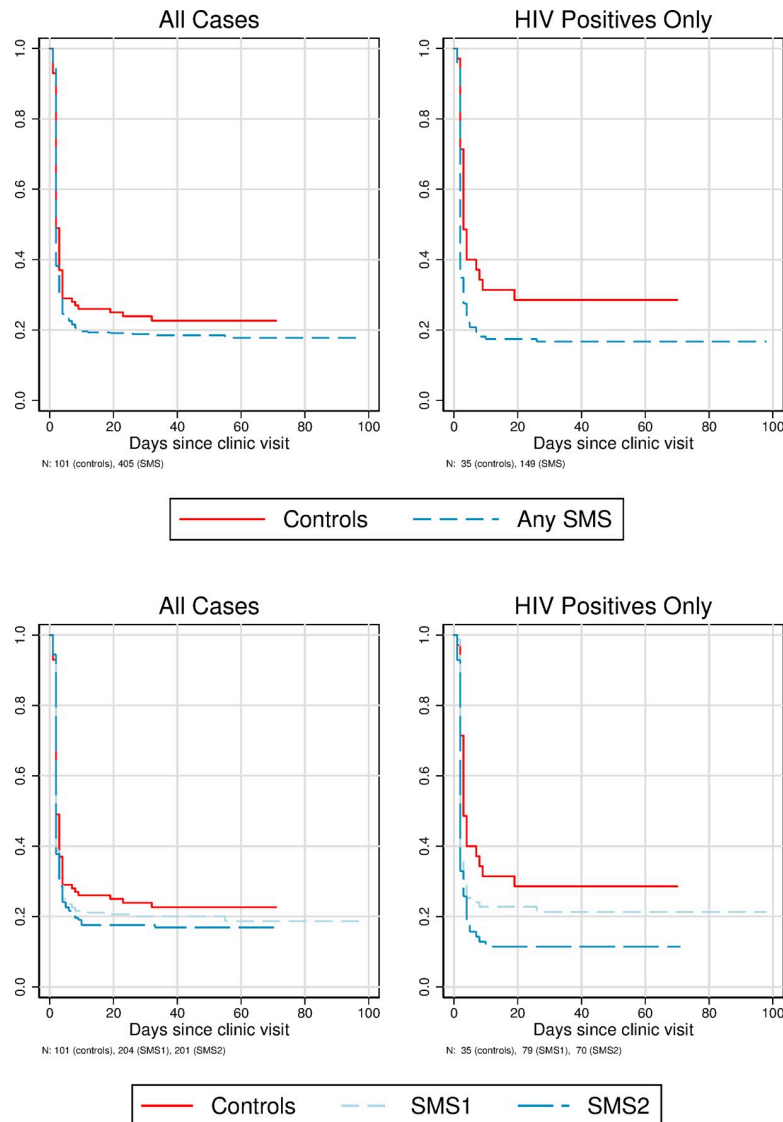 All Cases
1.0
0.8
0.6
0.4
0.2
0.0
0 20 40 60 80 100
Days since clinic visit
N: 101 (controls), 405 (SMS)
HIV Positives Only
1.0
0.8
0.6
0.4
0.2
0.0
0 20 40 60 80 100
Days since clinic visit
N: 35 (controls), 149 (SMS)
Controls Any SMS
All Cases
1.0
0.8
0.6
0.4
0.2
0.0
0 20 40 60 80 100
Days since clinic visit
N: 101 (controls), 204 (SMS1), 201 (SMS2)
HIV Positives Only
1.0
0.8
0.6
0.4
0.2
0.0
0 20 40 60 80 100
Days since clinic visit
N: 35 (controls), 79 (SMS1), 70 (SMS2)
Controls SMS1 SMS2